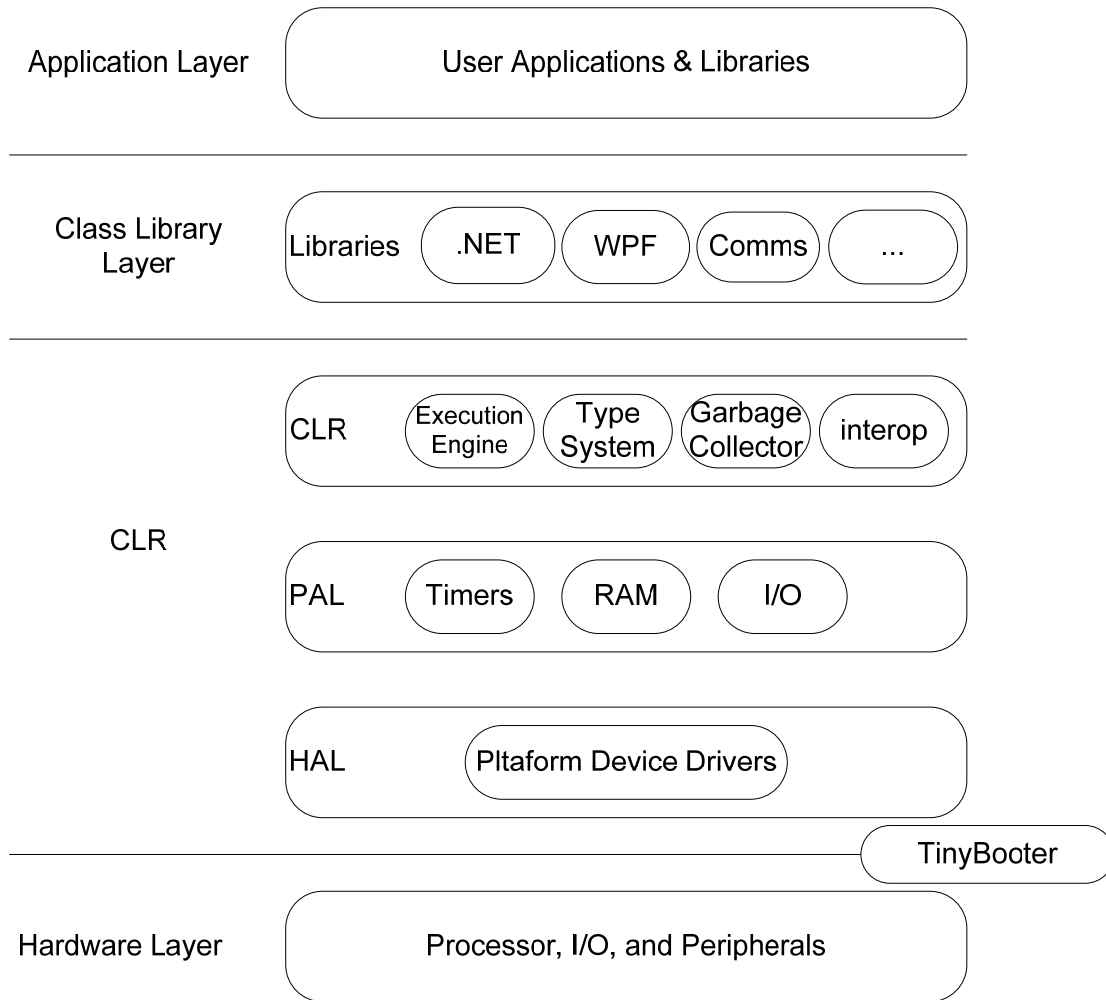 Application Layer
User Applications & Libraries
Class Library
Layer
Libraries
.NET
WPF
Comms
...
CLR
Execution
Engine
Type
System
Garbage
Collector
interop
CLR
PAL
Timers
RAM
I/O
HAL
Pltaform Device Drivers
TinyBooter
Hardware Layer
Processor, I/O, and Peripherals